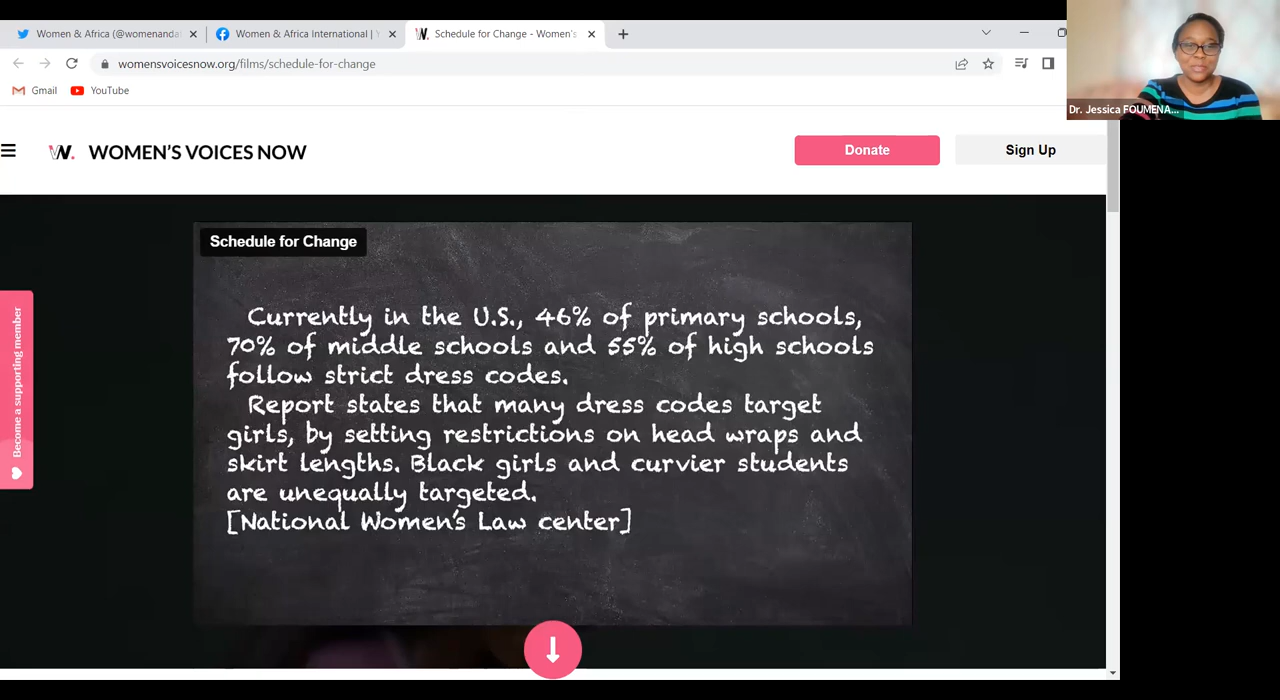 Women & Africa (@womenanda
Women & Africa International |
Schedule for Change - Women's
womensvoicesnow.org/films/schedule-for-change
Gmail
YouTube
Dr. Jessica FOUMENA...
W.
WOMEN'S VOICES NOW
Donate
Sign Up
Become a supporting member
Schedule for Change
Currently in the U.S., 46% of primary schools,
70% of middle schools and 55% of high schools
follow strict dress codes.
Report states that many dress codes target
girls, by setting restrictions on head wraps and
skirt lengths. Black girls and curvier students
are unequally targeted.
[National Women's Law center]